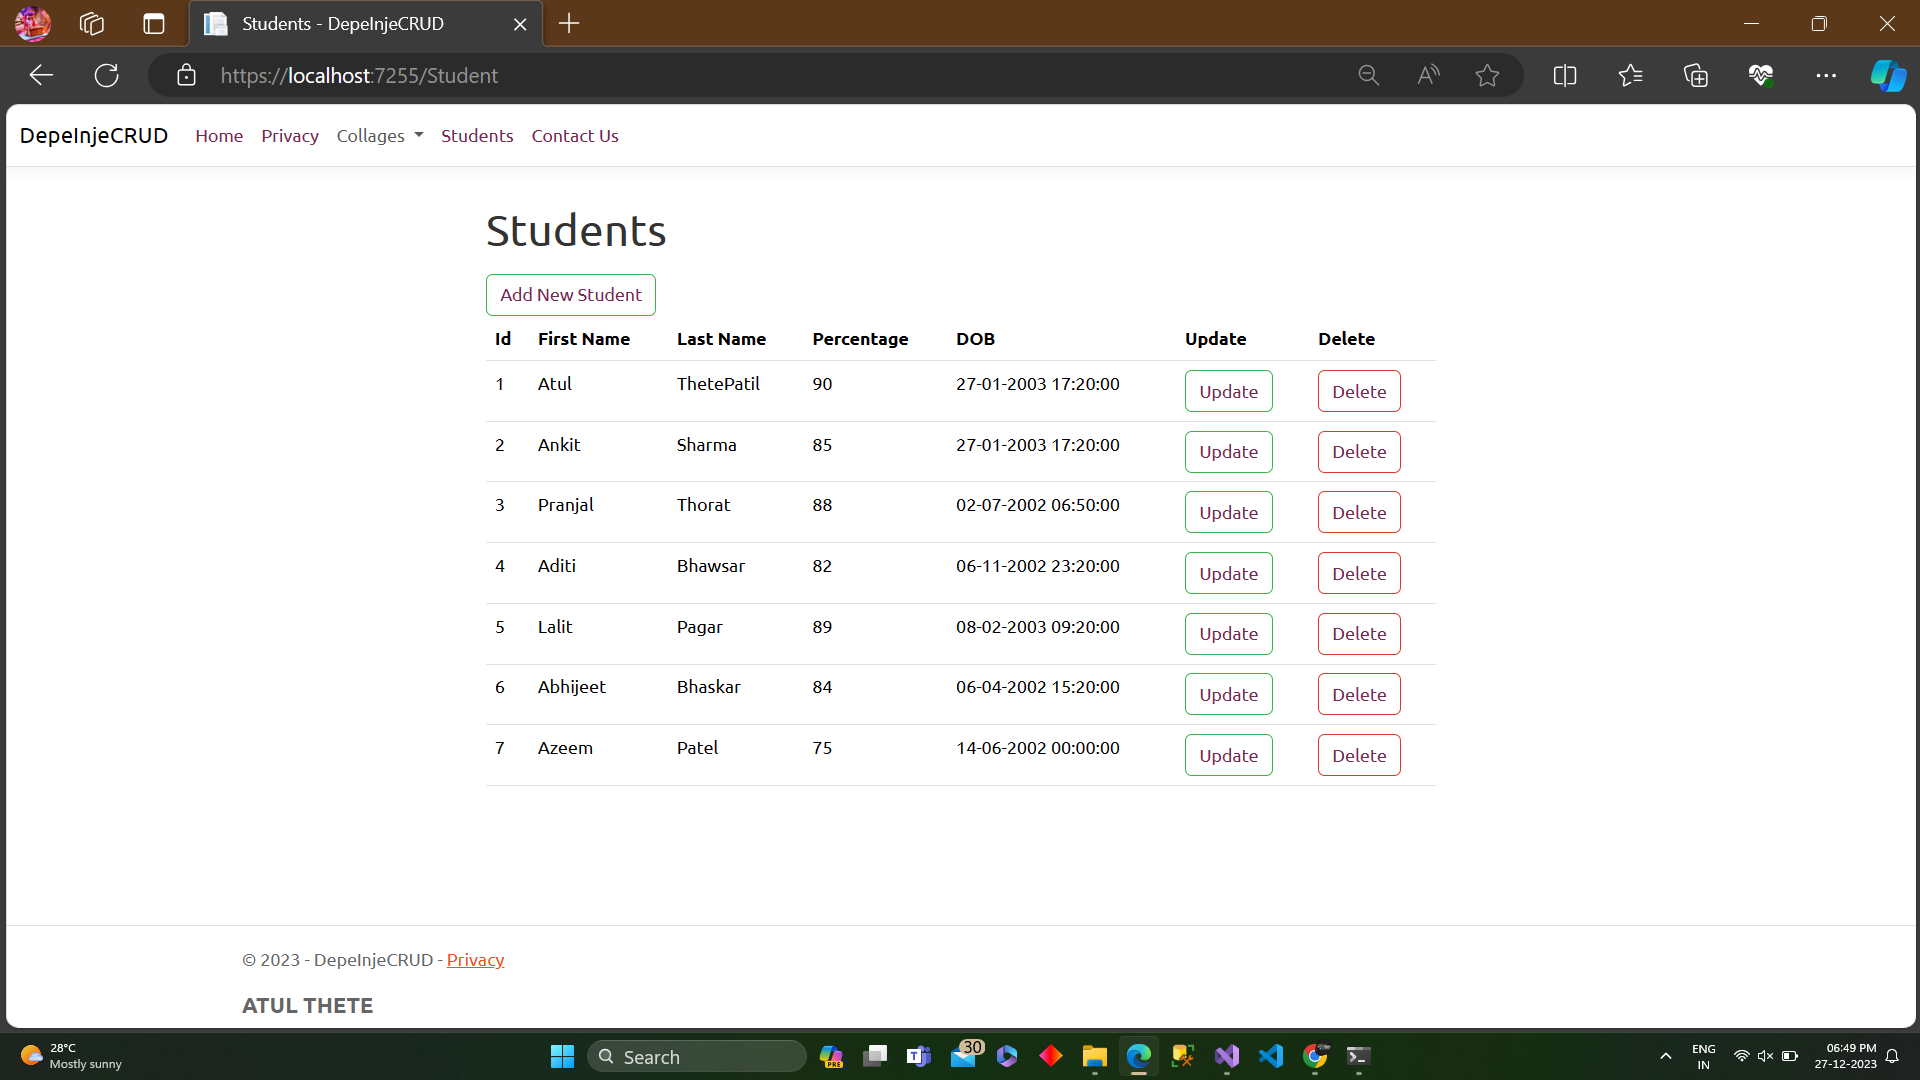 Students - DepeInjeCRUD
https://localhost:7255/Student
DepeInjeCRUD Home Privacy Collages Students Contact Us
Students
Add New Student
Id First Name Last Name Percentage DOB Update Delete
1 Atul ThetePatil 90 27-01-2003 17:20:00 Update Delete
2 Ankit Sharma 85 27-01-2003 17:20:00 Update Delete
3 Pranjal Thorat 88 02-07-2002 06:50:00 Update Delete
4 Aditi Bhawsar 82 06-11-2002 23:20:00 Update Delete
5 Lalit Pagar 89 08-02-2003 09:20:00 Update Delete
6 Abhijeet Bhaskar 84 06-04-2002 15:20:00 Update Delete
7 Azeem Patel 75 14-06-2002 00:00:00 Update Delete
© 2023 - DepeInjeCRUD - Privacy
ATUL THETE
28°C
Mostly sunny
Search
PRE
30
ENG
IN
06:49 PM
27-12-2023